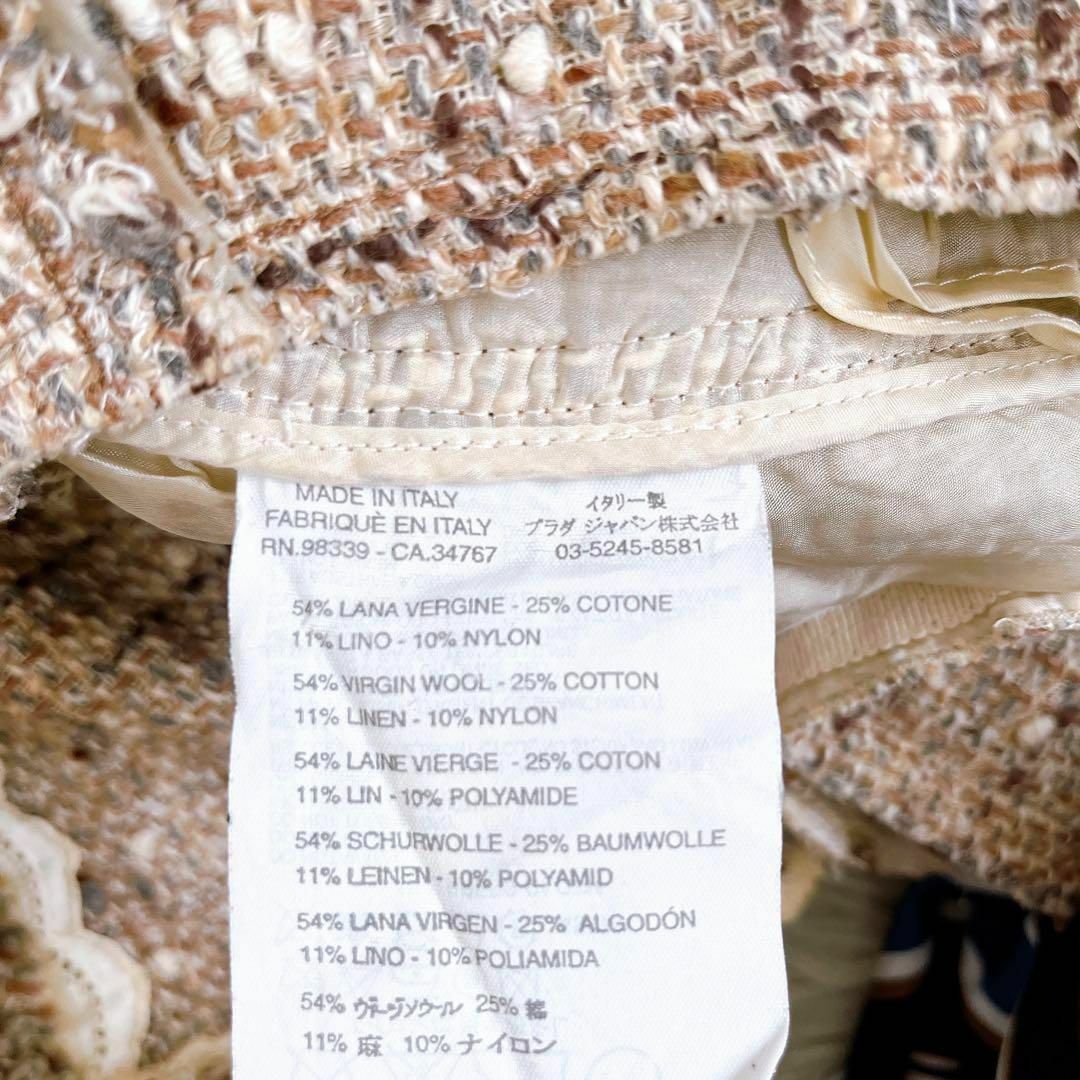 MADE IN ITALY
FABRIQUÈ EN ITALY
RN.98339 - CA.34767
イタリー製
プラダ ジャパン株式会社
03-5245-8581
54% LANA VERGINE - 25% COTONE
11% LINO - 10% NYLON
54% VIRGIN WOOL - 25% COTTON
11% LINEN - 10% NYLON
54% LAINE VIERGE - 25% COTON
11% LIN - 10% POLYAMIDE
54% SCHURWOLLE - 25% BAUMWOLLE
11% LEINEN - 10% POLYAMID
54% LANA VIRGEN - 25% ALGODÓN
11% LINO - 10% POLIAMIDA
54% ヴァージンウール 25% 綿
11% 麻 10% ナイロン